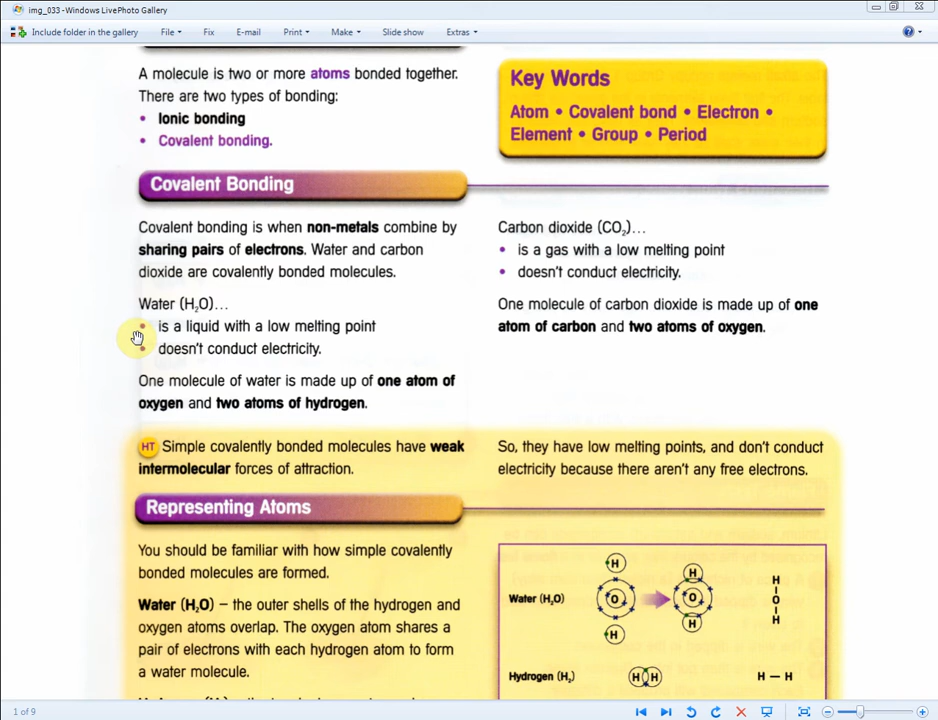 img_033 - Windows Live Photo Gallery
Include folder in the gallery File Fix E-mail Print Make Slide show Extras
A molecule is two or more atoms bonded together.
There are two types of bonding:
• Ionic bonding
• Covalent bonding.
Key Words
Atom • Covalent bond • Electron •
Element • Group • Period
Covalent Bonding
Covalent bonding is when non-metals combine by
sharing pairs of electrons. Water and carbon
dioxide are covalently bonded molecules.
Water (H₂O)…
• is a liquid with a low melting point
• doesn't conduct electricity.
One molecule of water is made up of one atom of
oxygen and two atoms of hydrogen.
Carbon dioxide (CO₂)…
• is a gas with a low melting point
• doesn't conduct electricity.
One molecule of carbon dioxide is made up of one
atom of carbon and two atoms of oxygen.
HT Simple covalently bonded molecules have weak
intermolecular forces of attraction.
So, they have low melting points, and don't conduct
electricity because there aren't any free electrons.
Representing Atoms
You should be familiar with how simple covalently
bonded molecules are formed.
Water (H₂O) – the outer shells of the hydrogen and
oxygen atoms overlap. The oxygen atom shares a
pair of electrons with each hydrogen atom to form
a water molecule.
Water (H₂O)
H
O
H
H
O
H
H
O
H
Hydrogen (H₂)
H H
H — H
1 of 9